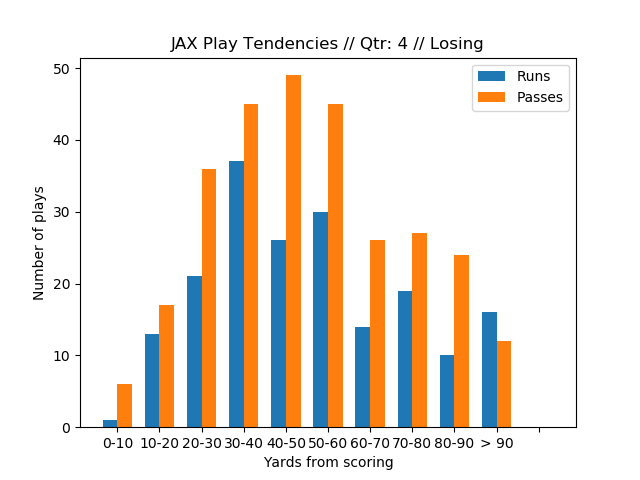 JAX Play Tendencies // Qtr: 4 // Losing
Runs
Passes
Number of plays
50
40
30
20
10
0
0-10 10-20 20-30 30-40 40-50 50-60 60-70 70-80 80-90 > 90
Yards from scoring